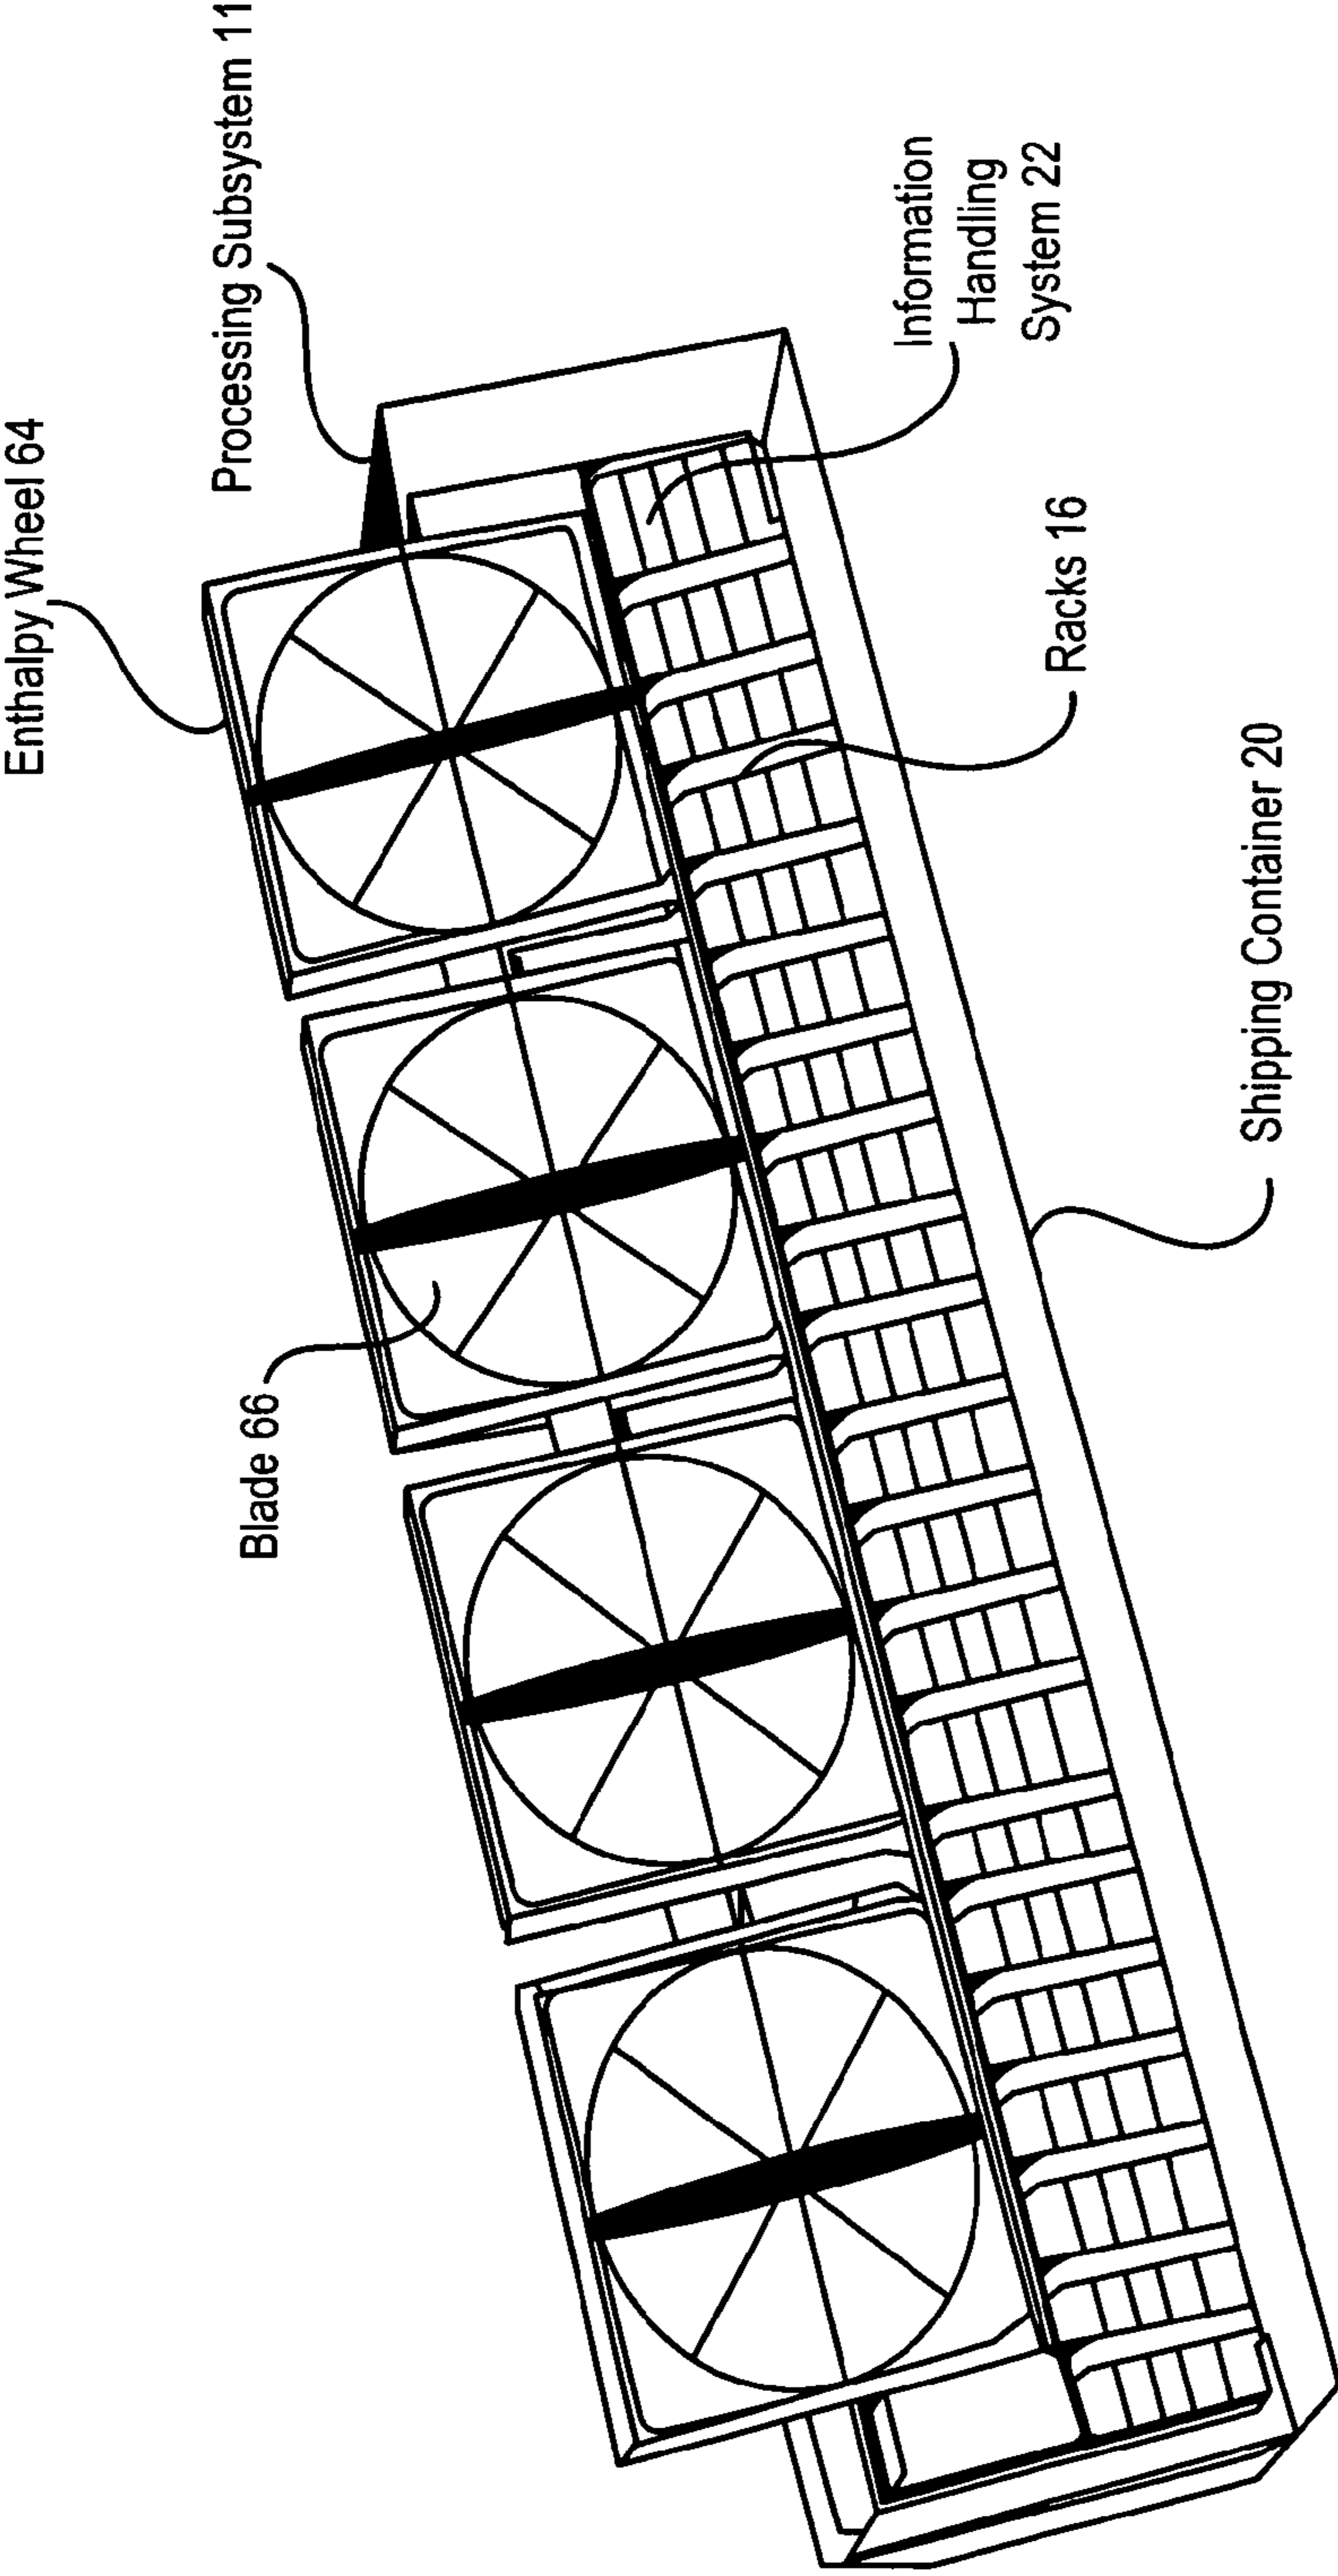 Enthalpy Wheel 64
Processing Subsystem 11
Blade 66
Information
Handling
System 22
Racks 16
Shipping Container 20